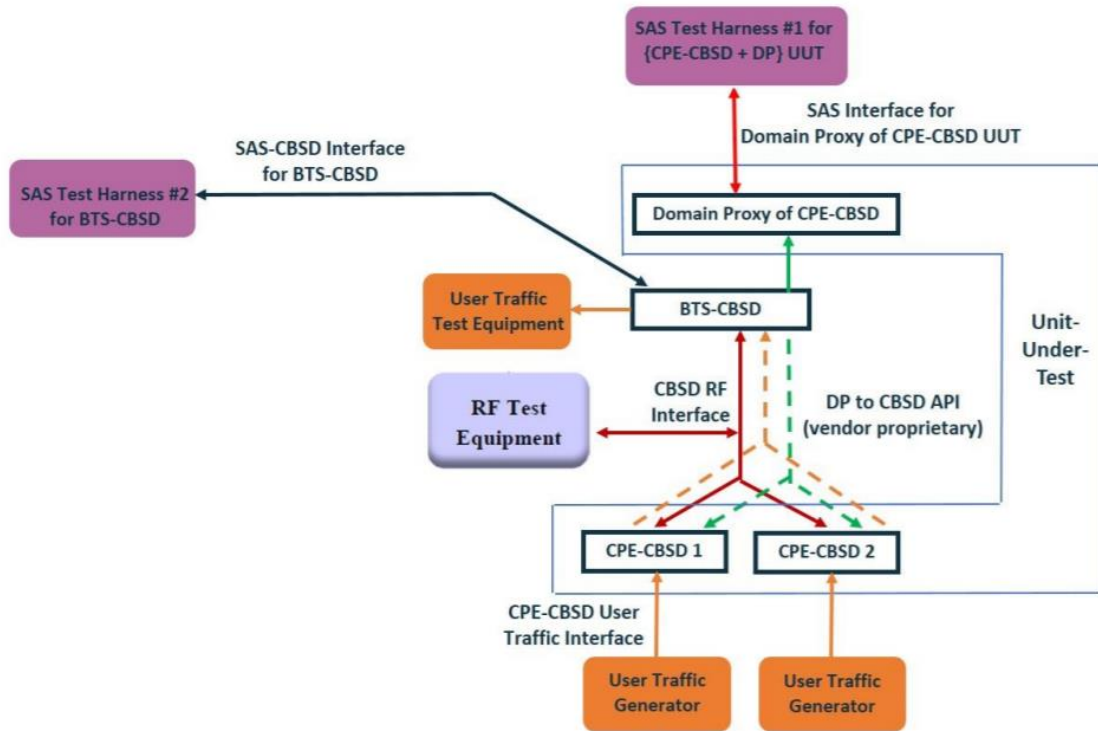 SAS Test Harness #1 for
{CPE-CBSD + DP} UUT
SAS Interface for
Domain Proxy of CPE-CBSD UUT
SAS-CBSD Interface
for BTS-CBSD
SAS Test Harness #2
for BTS-CBSD
Domain Proxy of CPE-CBSD
User Traffic
Test Equipment
BTS-CBSD
Unit-
Under-
Test
RF Test
Equipment
CBSD RF
Interface
DP to CBSD API
(vendor proprietary)
CPE-CBSD 1
CPE-CBSD 2
CPE-CBSD User
Traffic Interface
User Traffic
Generator
User Traffic
Generator